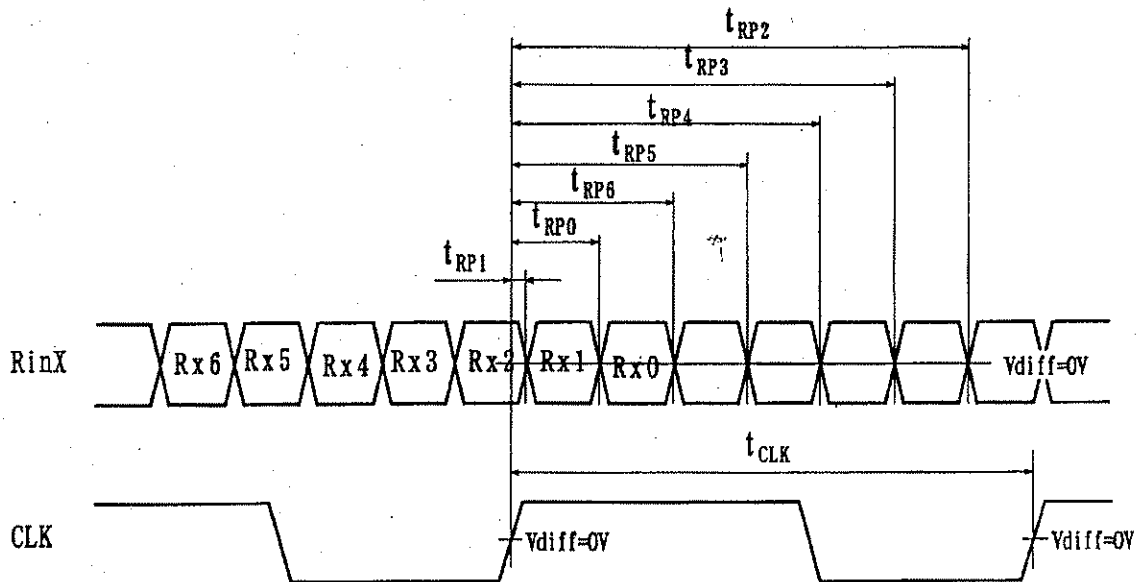 tRP2
tRP3
tRP4
tRP5
tRP6
tRP0
tRP1
RinX
Rx6 Rx5 Rx4 Rx3 Rx2 Rx1 Rx0 Vdiff=0V
tCLK
CLK
Vdiff=0V Vdiff=0V